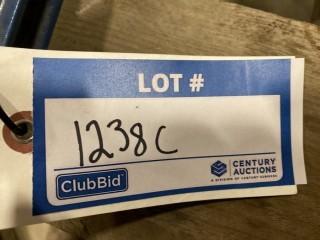 LOT #
1238C
ClubBid
CENTURY
AUCTIONS
A DIVISION OF CENTURY SERVICES